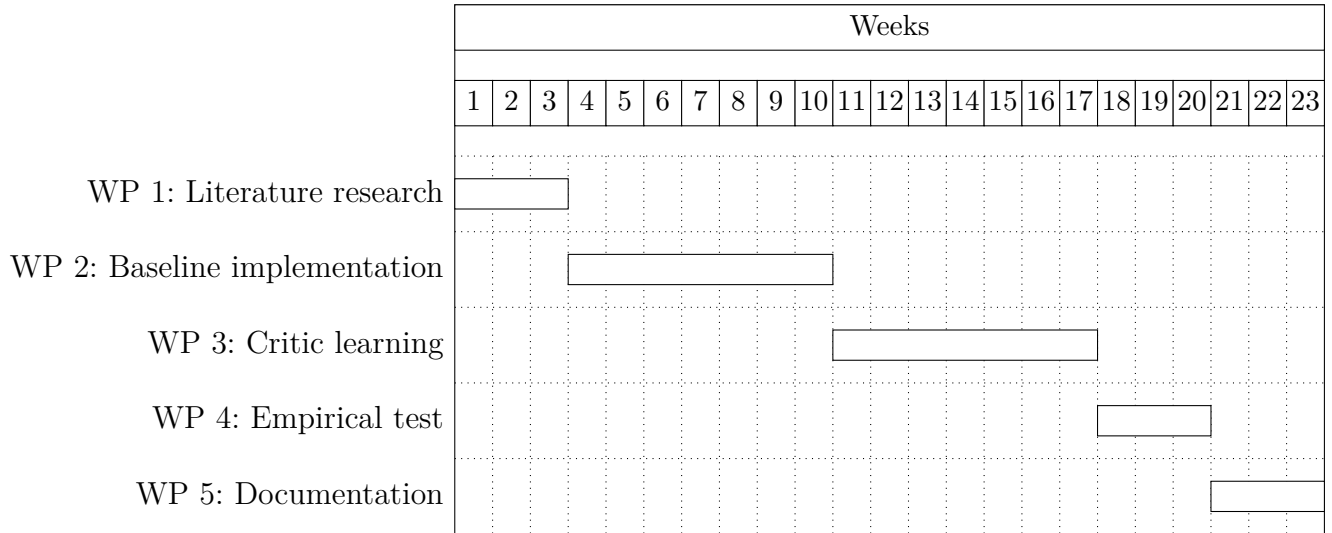 Weeks
1 2 3 4 5 6 7 8 9 10 11 12 13 14 15 16 17 18 19 20 21 22 23
WP 1: Literature research
WP 2: Baseline implementation
WP 3: Critic learning
WP 4: Empirical test
WP 5: Documentation